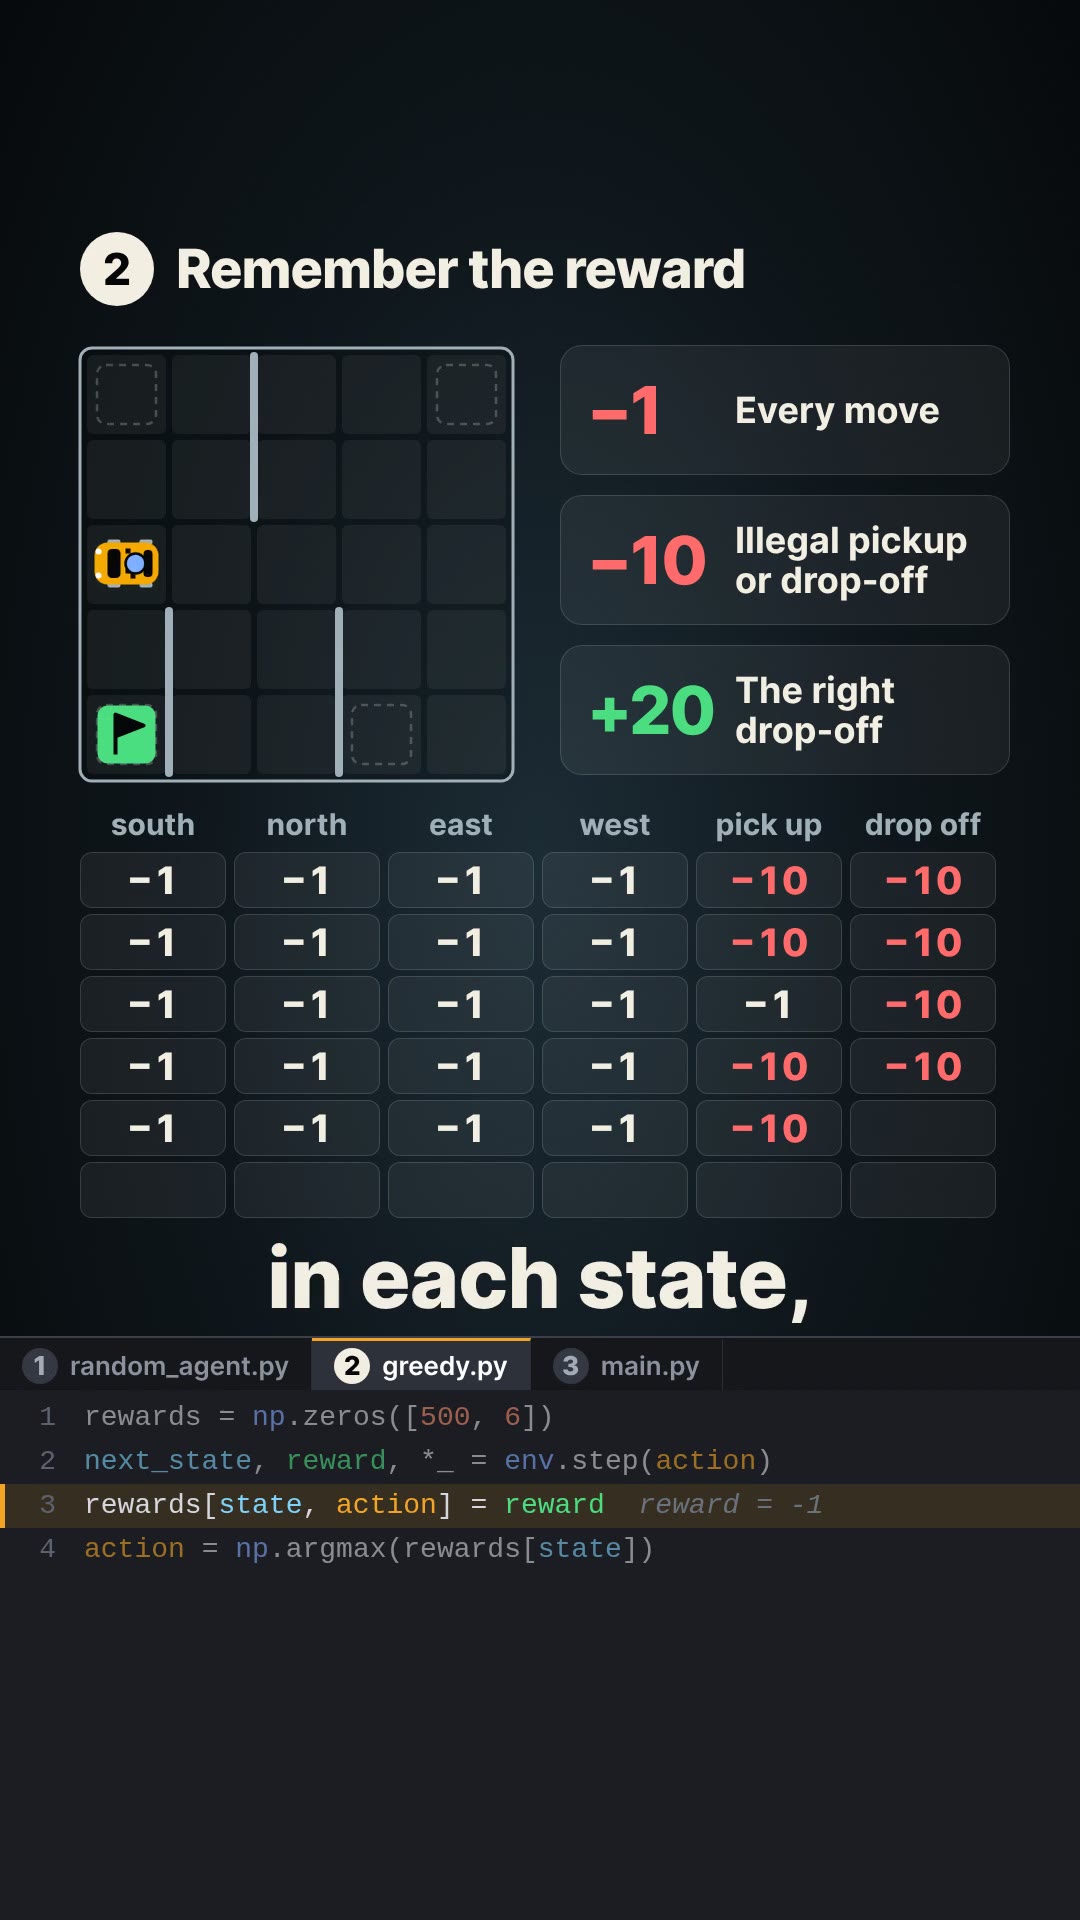 2 Remember the reward
−1 Every move
−10 Illegal pickup
or drop-off
+20 The right
drop-off
south north east west pick up drop off
−1 −1 −1 −1 −10 −10
−1 −1 −1 −1 −10 −10
−1 −1 −1 −1 −1 −10
−1 −1 −1 −1 −10 −10
−1 −1 −1 −1 −10
in each state,
1 random_agent.py 2 greedy.py 3 main.py
1 rewards = np.zeros([500, 6])
2 next_state, reward, *_ = env.step(action)
3 rewards[state, action] = reward reward = -1
4 action = np.argmax(rewards[state])